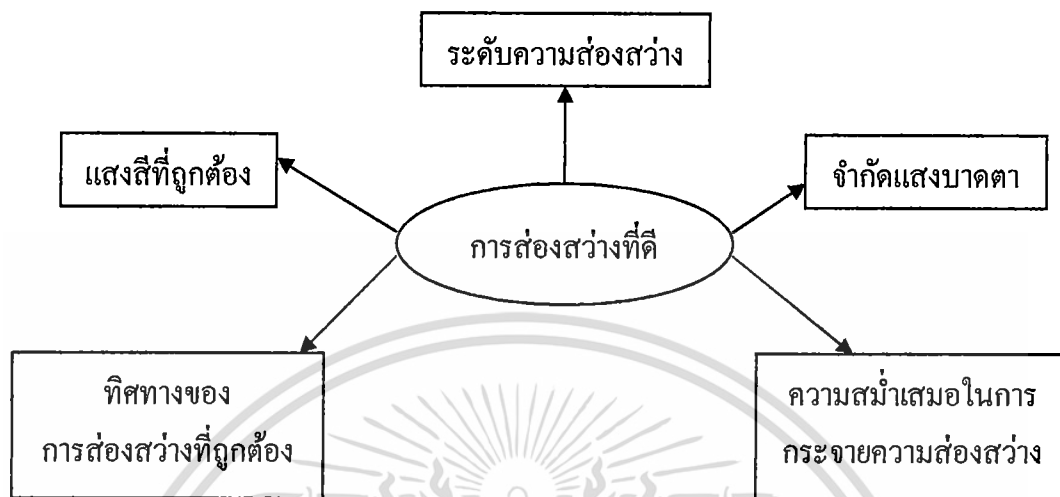 ระดับความส่องสว่าง
แสงสีที่ถูกต้อง
จำกัดแสงบาดตา
การส่องสว่างที่ดี
ทิศทางของ
การส่องสว่างที่ถูกต้อง
ความสม่ำเสมอในการ
กระจายความส่องสว่าง